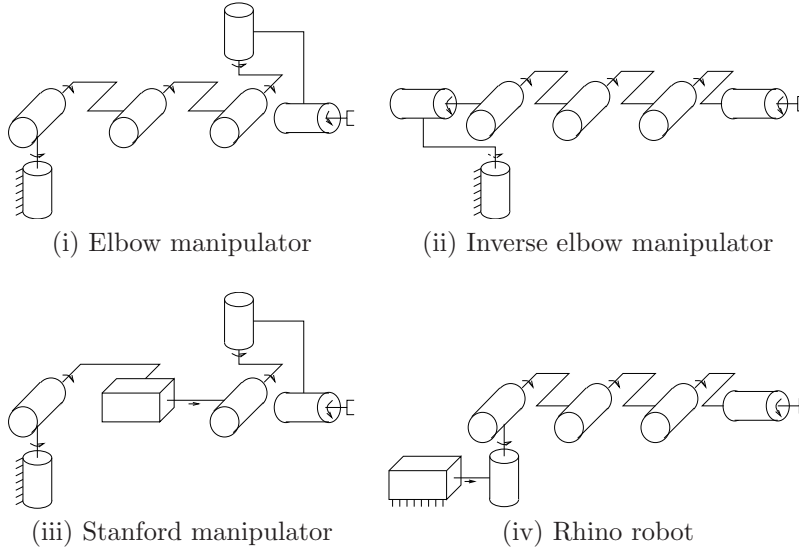 (i) Elbow manipulator
(ii) Inverse elbow manipulator
(iii) Stanford manipulator
(iv) Rhino robot